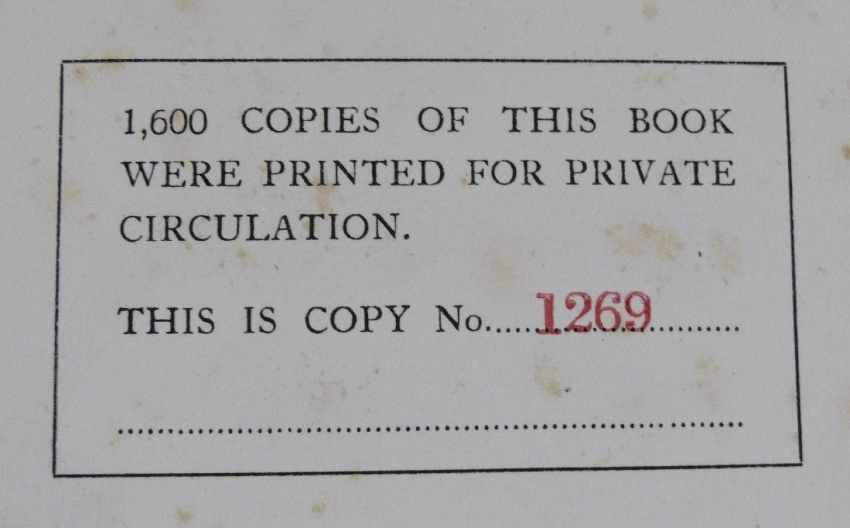 1,600 COPIES OF THIS BOOK
WERE PRINTED FOR PRIVATE
CIRCULATION.
THIS IS COPY No.....1269..........
..........................................................